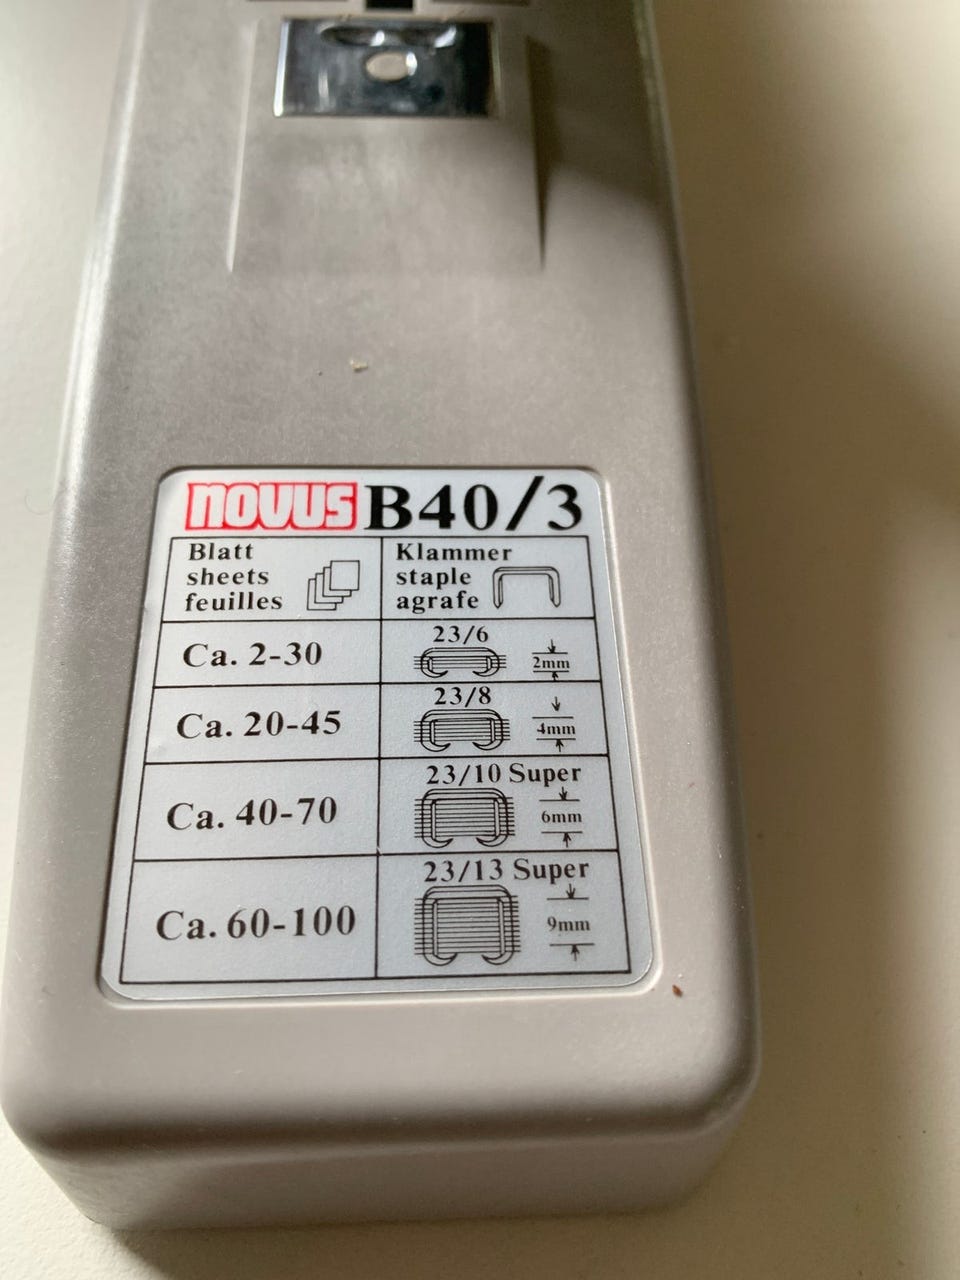 novus B40/3
Blatt
sheets
feuilles
Klammer
staple
agrafe
Ca. 2-30
23/6
2mm
Ca. 20-45
23/8
4mm
Ca. 40-70
23/10 Super
6mm
Ca. 60-100
23/13 Super
9mm